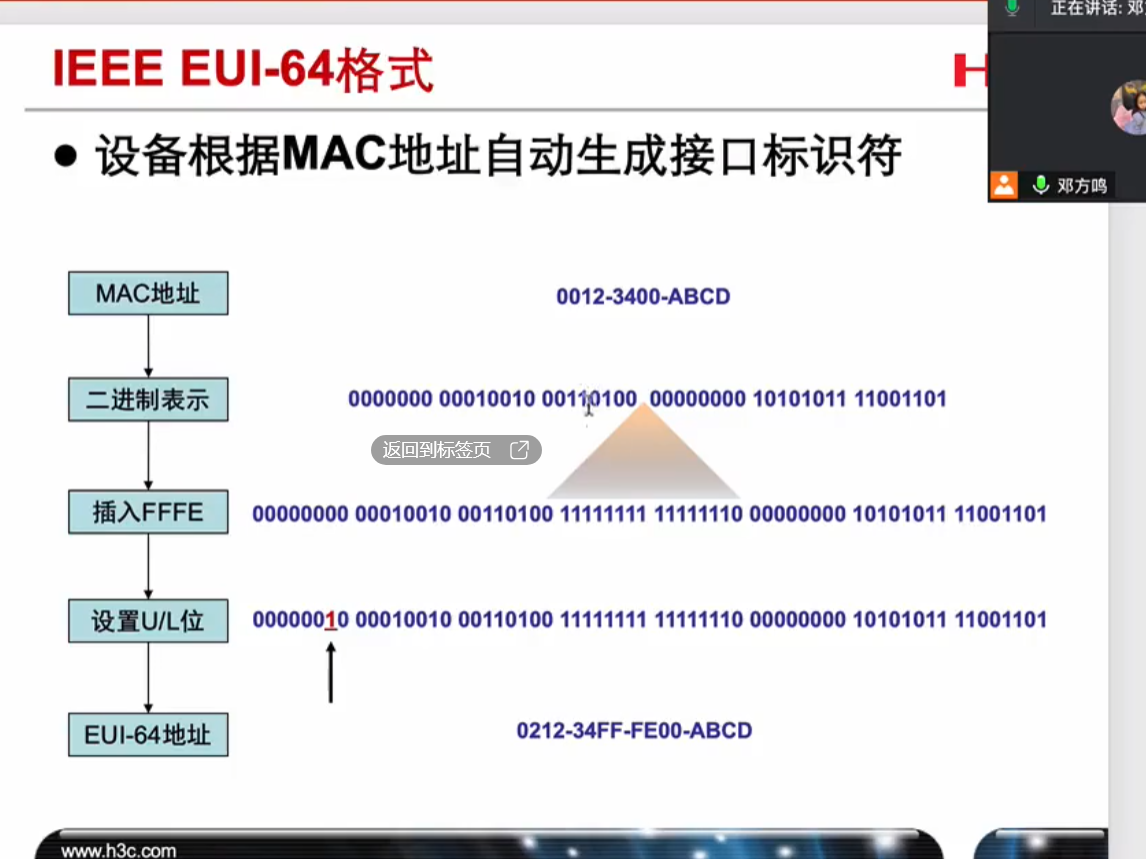 正在讲话: 邓
IEEE EUI-64格式
● 设备根据MAC地址自动生成接口标识符
邓方鸣
MAC地址
0012-3400-ABCD
二进制表示
0000000 00010010 00110100 00000000 10101011 11001101
返回到标签页
插入FFFE
00000000 00010010 00110100 11111111 11111110 00000000 10101011 11001101
设置U/L位
00000010 00010010 00110100 11111111 11111110 00000000 10101011 11001101
EUI-64地址
0212-34FF-FE00-ABCD
www.h3c.com